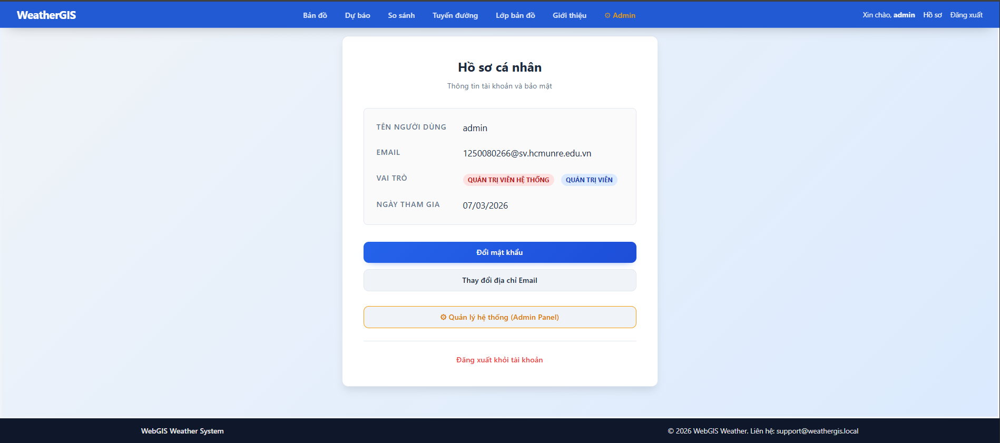 WeatherGIS
Bản đồ Dự báo So sánh Tuyến đường Lớp bản đồ Giới thiệu ⚙ Admin
Xin chào, admin Hồ sơ Đăng xuất
Hồ sơ cá nhân
Thông tin tài khoản và bảo mật
TÊN NGƯỜI DÙNG admin
EMAIL 1250080266@sv.hcmunre.edu.vn
VAI TRÒ QUẢN TRỊ VIÊN HỆ THỐNG QUẢN TRỊ VIÊN
NGÀY THAM GIA 07/03/2026
Đổi mật khẩu
Thay đổi địa chỉ Email
⚙ Quản lý hệ thống (Admin Panel)
Đăng xuất khỏi tài khoản
WebGIS Weather System
© 2026 WebGIS Weather. Liên hệ: support@weathergis.local